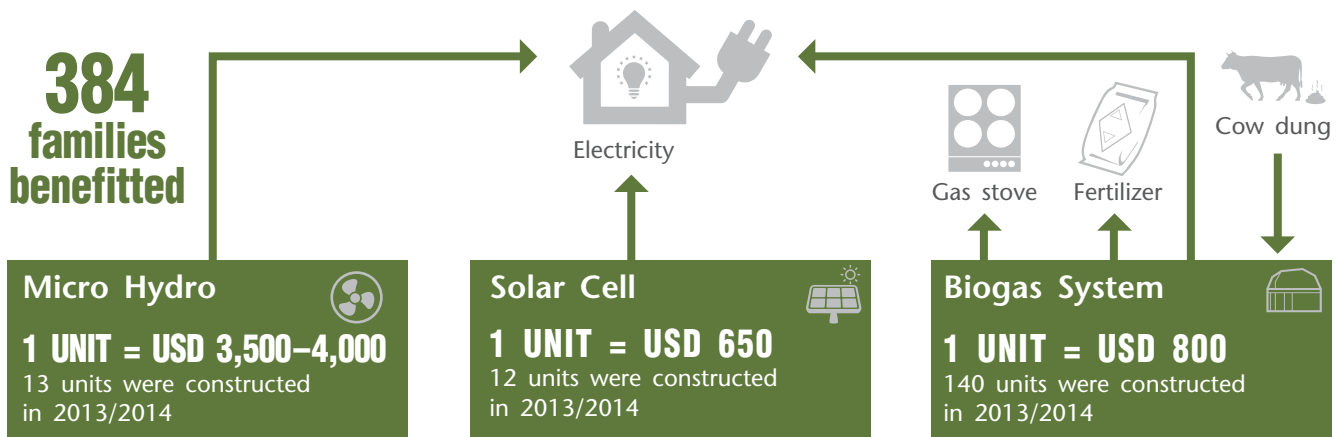 384
families
benefitted
Electricity
Gas stove
Fertilizer
Cow dung
Micro Hydro
1 UNIT = USD 3,500–4,000
13 units were constructed
in 2013/2014
Solar Cell
1 UNIT = USD 650
12 units were constructed
in 2013/2014
Biogas System
1 UNIT = USD 800
140 units were constructed
in 2013/2014